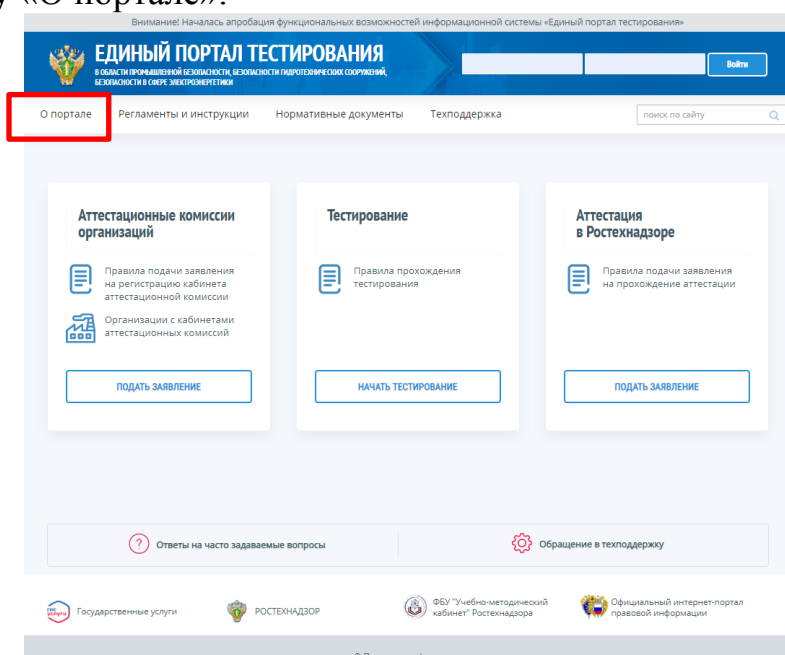 у «О портале».
Внимание! Началась апробация функциональных возможностей информационной системы «Единый портал тестирования»
ЕДИНЫЙ ПОРТАЛ ТЕСТИРОВАНИЯ
В ОБЛАСТИ ПРОМЫШЛЕННОЙ БЕЗОПАСНОСТИ, БЕЗОПАСНОСТИ ГИДРОТЕХНИЧЕСКИХ СООРУЖЕНИЙ,
БЕЗОПАСНОСТИ В СФЕРЕ ЭЛЕКТРОЭНЕРГЕТИКИ
Войти
О портале Регламенты и инструкции Нормативные документы Техподдержка поиск по сайту
Аттестационные комиссии
организаций
Правила подачи заявления
на регистрацию кабинета
аттестационной комиссии
Организации с кабинетами
аттестационных комиссий
ПОДАТЬ ЗАЯВЛЕНИЕ
Тестирование
Правила прохождения
тестирования
НАЧАТЬ ТЕСТИРОВАНИЕ
Аттестация
в Ростехнадзоре
Правила подачи заявления
на прохождение аттестации
ПОДАТЬ ЗАЯВЛЕНИЕ
? Ответы на часто задаваемые вопросы
Обращение в техподдержку
гос
услуги
Государственные услуги
РОСТЕХНАДЗОР
ФБУ "Учебно-методический
кабинет" Ростехнадзора
Официальный интернет-портал
правовой информации